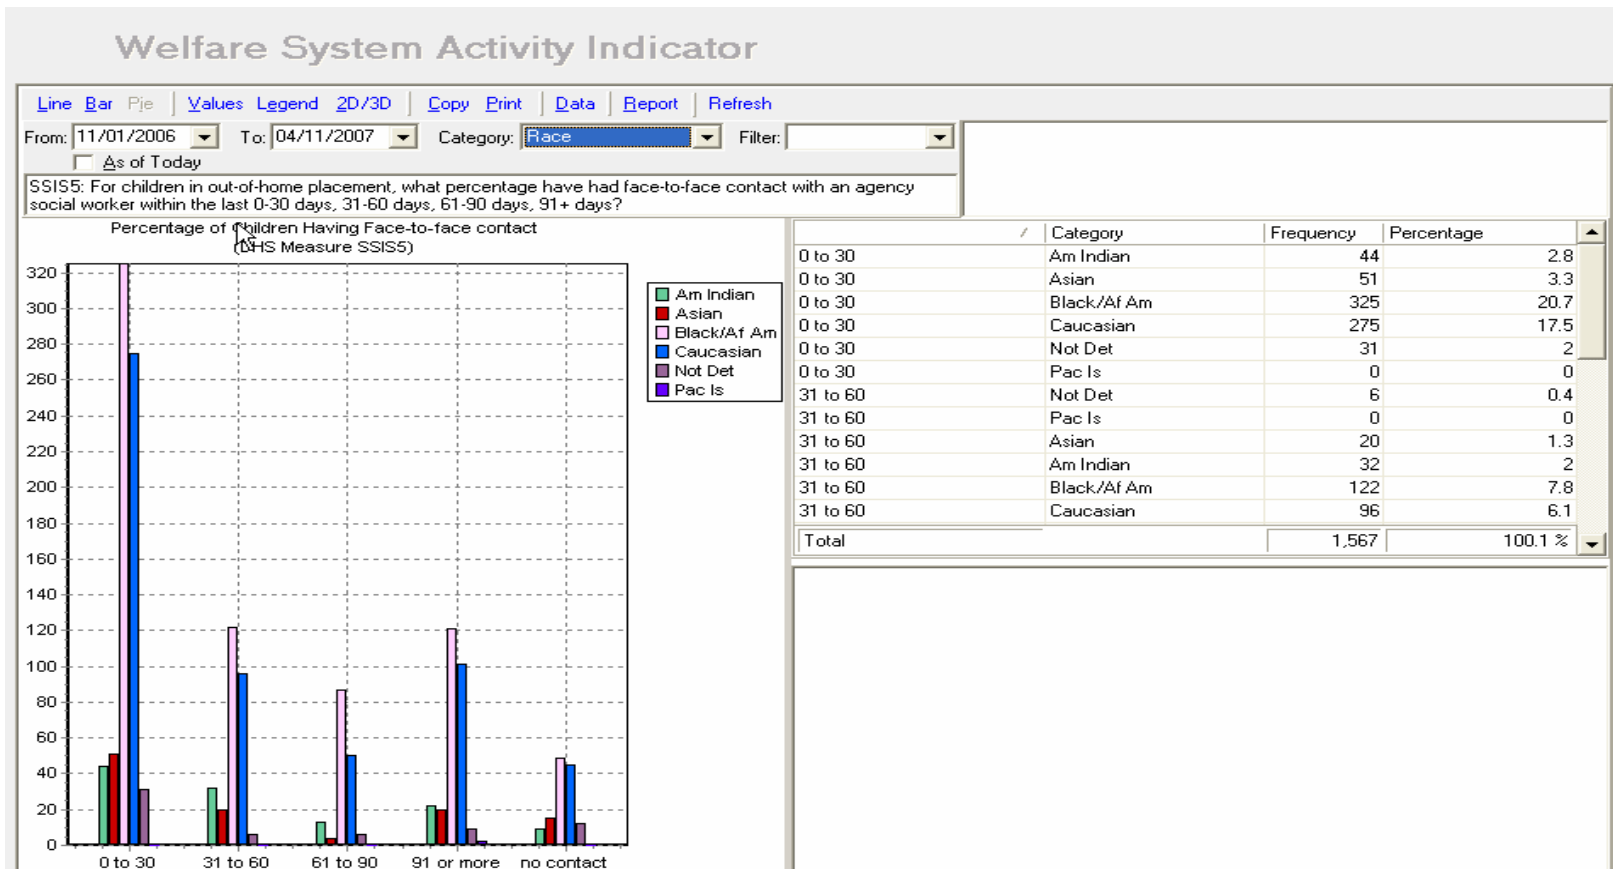 Welfare System Activity Indicator
Line Bar Pie Values Legend 2D/3D Copy Print Data Report Refresh
From: 11/01/2006 To: 04/11/2007 Category: Race Filter:
As of Today
SSIS5: For children in out-of-home placement, what percentage have had face-to-face contact with an agency
social worker within the last 0-30 days, 31-60 days, 61-90 days, 91+ days?
Percentage of Children Having Face-to-face contact
(DHS Measure SSIS5)
320
300
280
260
240
220
200
180
160
140
120
100
80
60
40
20
0
0 to 30 31 to 60 61 to 90 91 or more no contact
Am Indian
Asian
Black/Af Am
Caucasian
Not Det
Pac Is
Category Frequency Percentage
0 to 30 Am Indian 44 2.8
0 to 30 Asian 51 3.3
0 to 30 Black/Af Am 325 20.7
0 to 30 Caucasian 275 17.5
0 to 30 Not Det 31 2
0 to 30 Pac Is 0 0
31 to 60 Not Det 6 0.4
31 to 60 Pac Is 0 0
31 to 60 Asian 20 1.3
31 to 60 Am Indian 32 2
31 to 60 Black/Af Am 122 7.8
31 to 60 Caucasian 96 6.1
Total 1,567 100.1 %